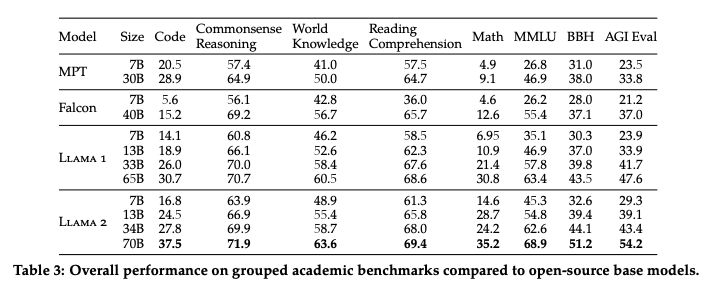 Model Size Code Commonsense Reasoning World Knowledge Reading Comprehension Math MMLU BBH AGI Eval
MPT 7B 20.5 57.4 41.0 57.5 4.9 26.8 31.0 23.5
30B 28.9 64.9 50.0 64.7 9.1 46.9 38.0 33.8
Falcon 7B 5.6 56.1 42.8 36.0 4.6 26.2 28.0 21.2
40B 15.2 69.2 56.7 65.7 12.6 55.4 37.1 37.0
LLAMA 1 7B 14.1 60.8 46.2 58.5 6.95 35.1 30.3 23.9
13B 18.9 66.1 52.6 62.3 10.9 46.9 37.0 33.9
33B 26.0 70.0 58.4 67.6 21.4 57.8 39.8 41.7
65B 30.7 70.7 60.5 68.6 30.8 63.4 43.5 47.6
LLAMA 2 7B 16.8 63.9 48.9 61.3 14.6 45.3 32.6 29.3
13B 24.5 66.9 55.4 65.8 28.7 54.8 39.4 39.1
34B 27.8 69.9 58.7 68.0 24.2 62.6 44.1 43.4
70B 37.5 71.9 63.6 69.4 35.2 68.9 51.2 54.2
Table 3: Overall performance on grouped academic benchmarks compared to open-source base models.